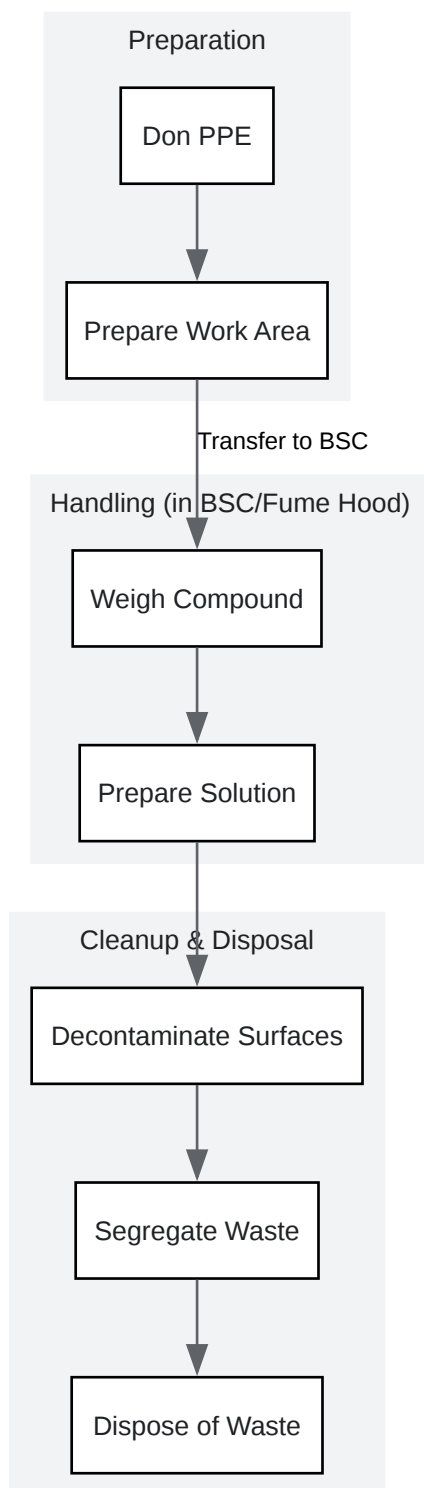 Preparation
Don PPE
Prepare Work Area
Transfer to BSC
Handling (in BSC/Fume Hood)
Weigh Compound
Prepare Solution
Cleanup & Disposal
Decontaminate Surfaces
Segregate Waste
Dispose of Waste